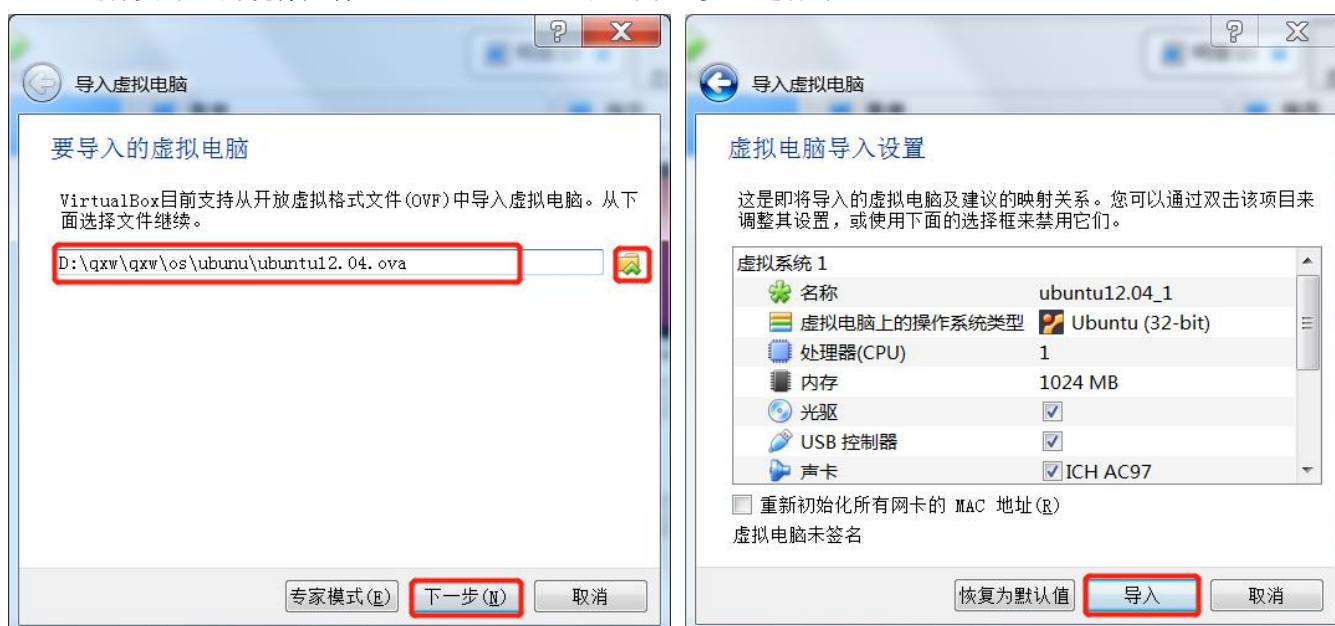 导入虚拟电脑
要导入的虚拟电脑
VirtualBox目前支持从开放虚拟格式文件(OVF)中导入虚拟电脑。从下
面选择文件继续。
D:\qxw\qxw\os\ubunu\ubuntu12.04.ova
专家模式(E) 下一步(N) 取消
导入虚拟电脑
虚拟电脑导入设置
这是即将导入的虚拟电脑及建议的映射关系。您可以通过双击该项目来
调整其设置，或使用下面的选择框来禁用它们。
虚拟系统 1
名称 ubuntu12.04_1
虚拟电脑上的操作系统类型 Ubuntu (32-bit)
处理器(CPU) 1
内存 1024 MB
光驱
USB 控制器
声卡 ICH AC97
重新初始化所有网卡的 MAC 地址(R)
虚拟电脑未签名
恢复为默认值 导入 取消